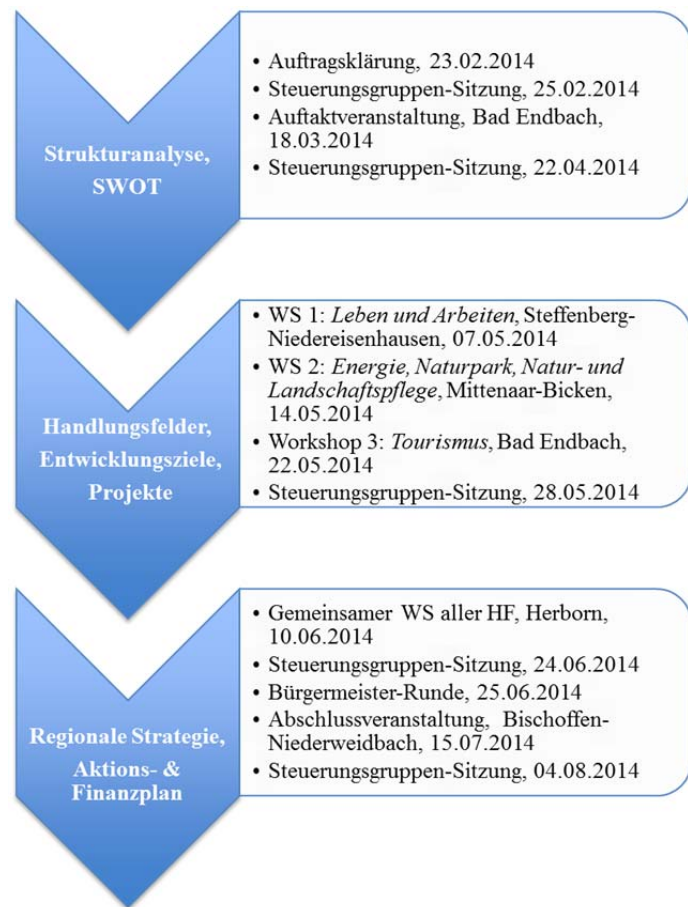 Strukturanalyse,
SWOT
• Auftragsklärung, 23.02.2014
• Steuerungsgruppen-Sitzung, 25.02.2014
• Auftaktveranstaltung, Bad Endbach,
18.03.2014
• Steuerungsgruppen-Sitzung, 22.04.2014
Handlungsfelder,
Entwicklungsziele,
Projekte
• WS 1: Leben und Arbeiten, Steffenberg-
Niedereisenhausen, 07.05.2014
• WS 2: Energie, Naturpark, Natur- und
Landschaftspflege, Mittenaar-Bicken,
14.05.2014
• Workshop 3: Tourismus, Bad Endbach,
22.05.2014
• Steuerungsgruppen-Sitzung, 28.05.2014
Regionale Strategie,
Aktions- &
Finanzplan
• Gemeinsamer WS aller HF, Herborn,
10.06.2014
• Steuerungsgruppen-Sitzung, 24.06.2014
• Bürgermeister-Runde, 25.06.2014
• Abschlussveranstaltung, Bischoffen-
Niederweidbach, 15.07.2014
• Steuerungsgruppen-Sitzung, 04.08.2014